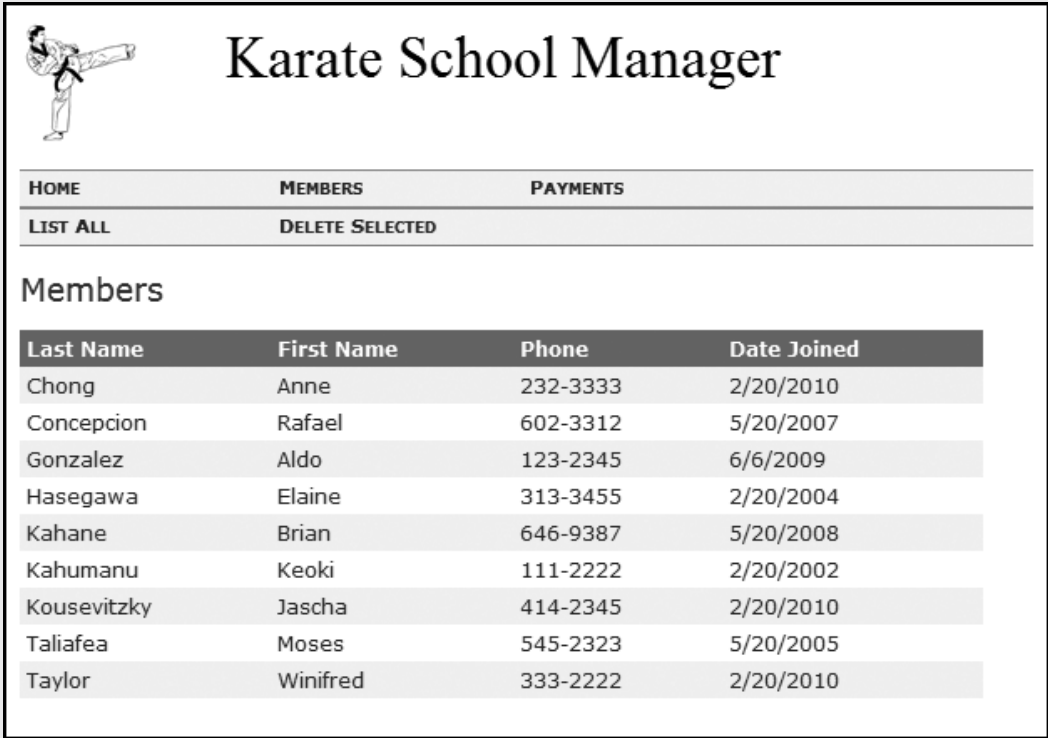 Karate School Manager
HOME MEMBERS PAYMENTS
LIST ALL DELETE SELECTED
Members
Last Name First Name Phone Date Joined
Chong Anne 232-3333 2/20/2010
Concepcion Rafael 602-3312 5/20/2007
Gonzalez Aldo 123-2345 6/6/2009
Hasegawa Elaine 313-3455 2/20/2004
Kahane Brian 646-9387 5/20/2008
Kahumanu Keoki 111-2222 2/20/2002
Kousevitzky Jascha 414-2345 2/20/2010
Taliafea Moses 545-2323 5/20/2005
Taylor Winifred 333-2222 2/20/2010